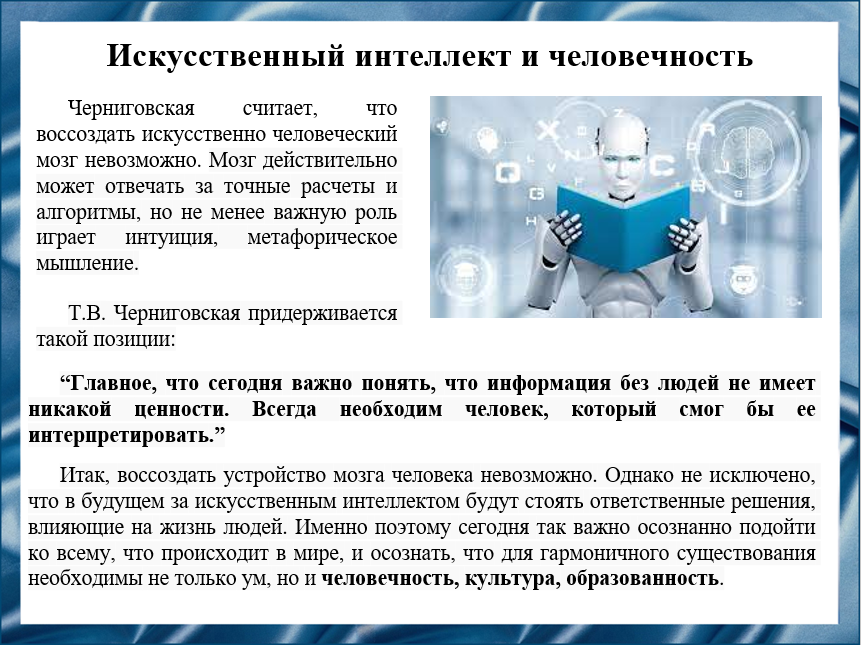 Искусственный интеллект и человечность
Черниговская считает, что
воссоздать искусственно человеческий
мозг невозможно. Мозг действительно
может отвечать за точные расчеты и
алгоритмы, но не менее важную роль
играет интуиция, метафорическое
мышление.
Т.В. Черниговская придерживается
такой позиции:
“Главное, что сегодня важно понять, что информация без людей не имеет
никакой ценности. Всегда необходим человек, который смог бы ее
интерпретировать.”
Итак, воссоздать устройство мозга человека невозможно. Однако не исключено,
что в будущем за искусственным интеллектом будут стоять ответственные решения,
влияющие на жизнь людей. Именно поэтому сегодня так важно осознанно подойти
ко всему, что происходит в мире, и осознать, что для гармоничного существования
необходимы не только ум, но и человечность, культура, образованность.